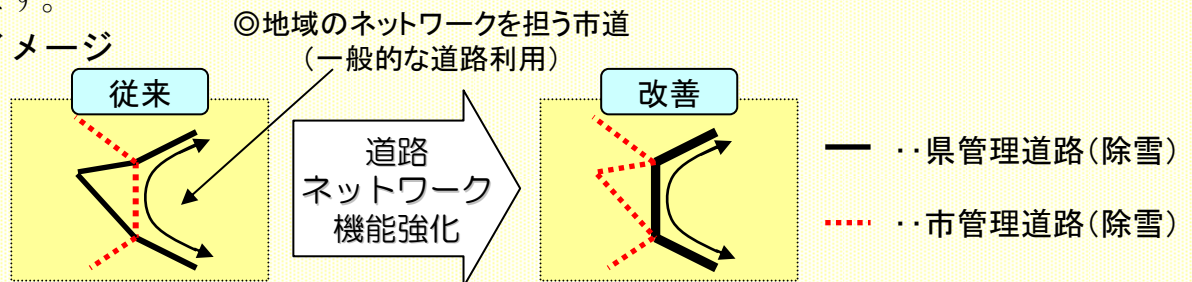 す。
イメージ
◎地域のネットワークを担う市道
（一般的な道路利用）
従来
道路
ネットワーク
機能強化
改善
‥県管理道路（除雪）
‥市管理道路（除雪）